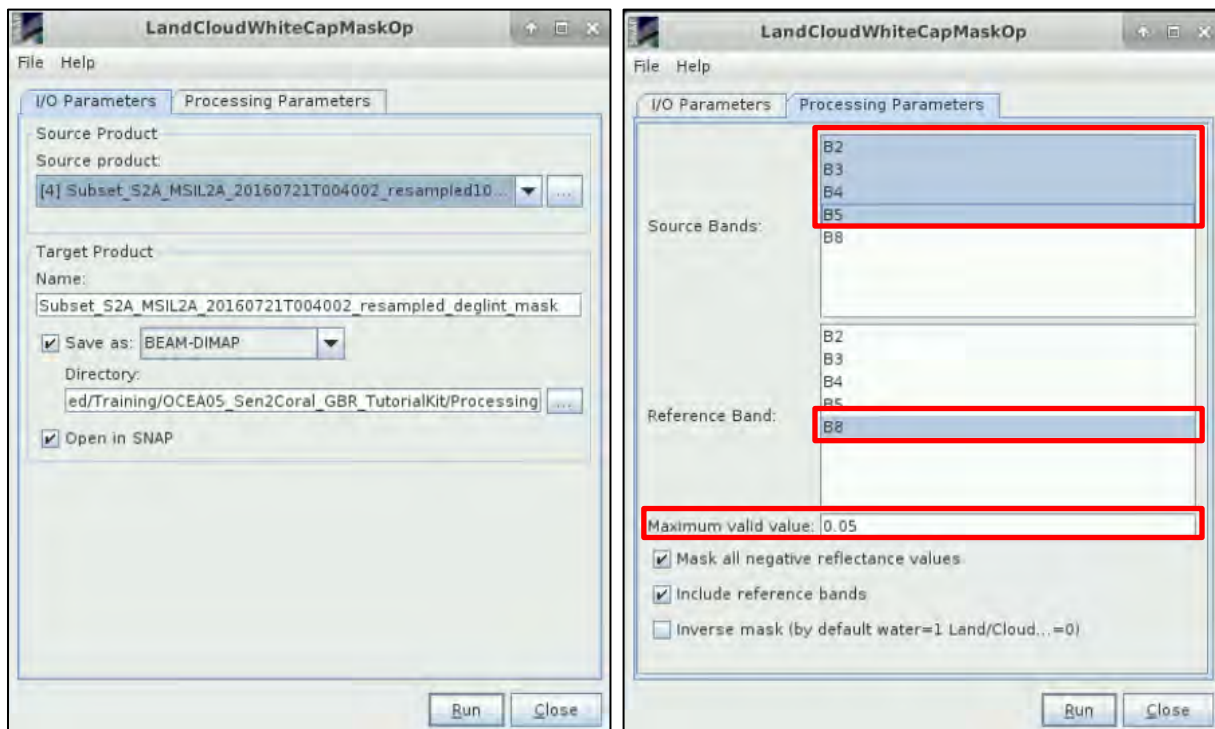 LandCloudWhiteCapMaskOp
File Help
I/O Parameters Processing Parameters
Source Product
Source product:
[4] Subset_S2A_MSIL2A_20160721T004002_resampled10... ...
Target Product
Name:
Subset_S2A_MSIL2A_20160721T004002_resampled_deglint_mask
Save as: BEAM-DIMAP
Directory:
ed/Training/OCEA05_Sen2Coral_GBR_TutorialKit/Processing ...
Open in SNAP
Run Close
LandCloudWhiteCapMaskOp
File Help
I/O Parameters Processing Parameters
B2
B3
B4
B5
Source Bands:
B8
B2
B3
B4
B5
Reference Band:
B8
Maximum valid value: 0.05
Mask all negative reflectance values
Include reference bands
Inverse mask (by default water=1 Land/Cloud...=0)
Run Close